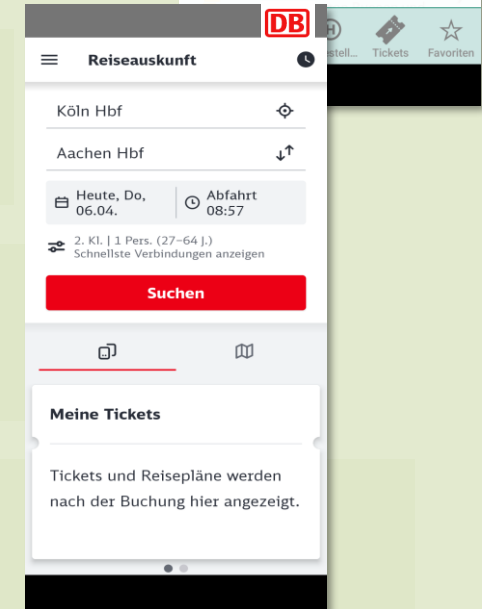 DB
Reiseauskunft
Köln Hbf
Aachen Hbf
Heute, Do,
06.04.
Abfahrt
08:57
2. Kl. | 1 Pers. (27–64 J.)
Schnellste Verbindungen anzeigen
Suchen
Meine Tickets
Tickets und Reisepläne werden
nach der Buchung hier angezeigt.
H
stell... Tickets Favoriten